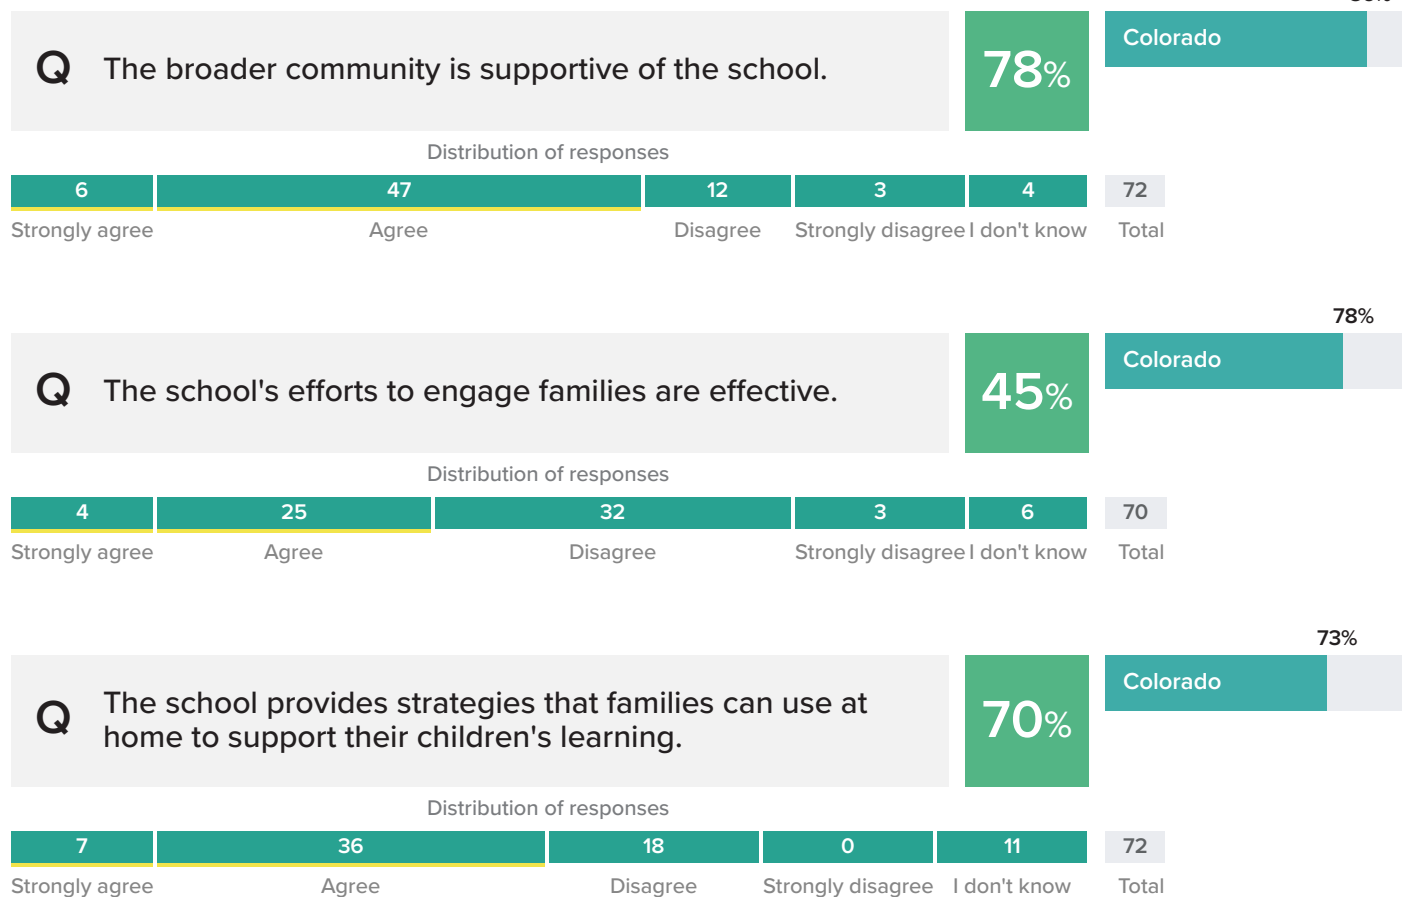 Q The broader community is supportive of the school.
78%
Colorado
Distribution of responses
6 47 12 3 4 72
Strongly agree Agree Disagree Strongly disagree I don't know Total
78%
Q The school's efforts to engage families are effective.
45%
Colorado
Distribution of responses
4 25 32 3 6 70
Strongly agree Agree Disagree Strongly disagree I don't know Total
73%
Q The school provides strategies that families can use at
home to support their children's learning.
70%
Colorado
Distribution of responses
7 36 18 0 11 72
Strongly agree Agree Disagree Strongly disagree I don't know Total